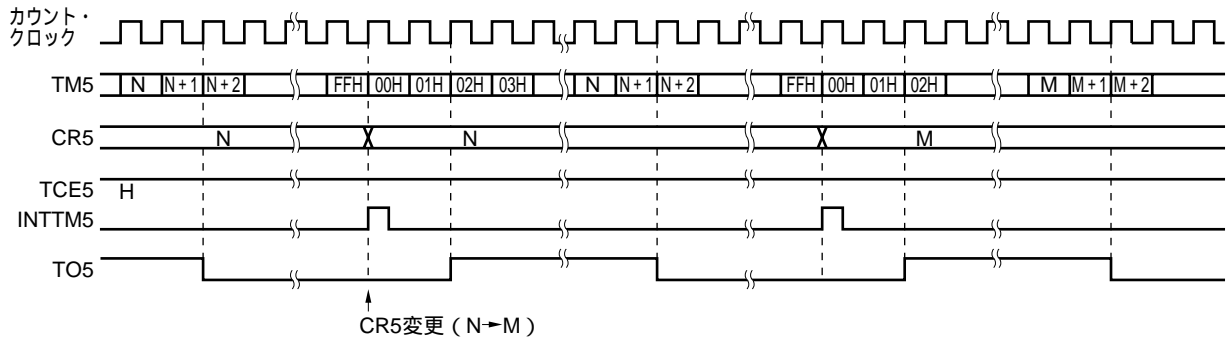 カウント・
クロック
TM5 N N+1 N+2 FFH 00H 01H 02H 03H N N+1 N+2 FFH 00H 01H 02H M M+1 M+2
CR5 N N M
TCE5 H
INTTM5
TO5
CR5変更（N→M）